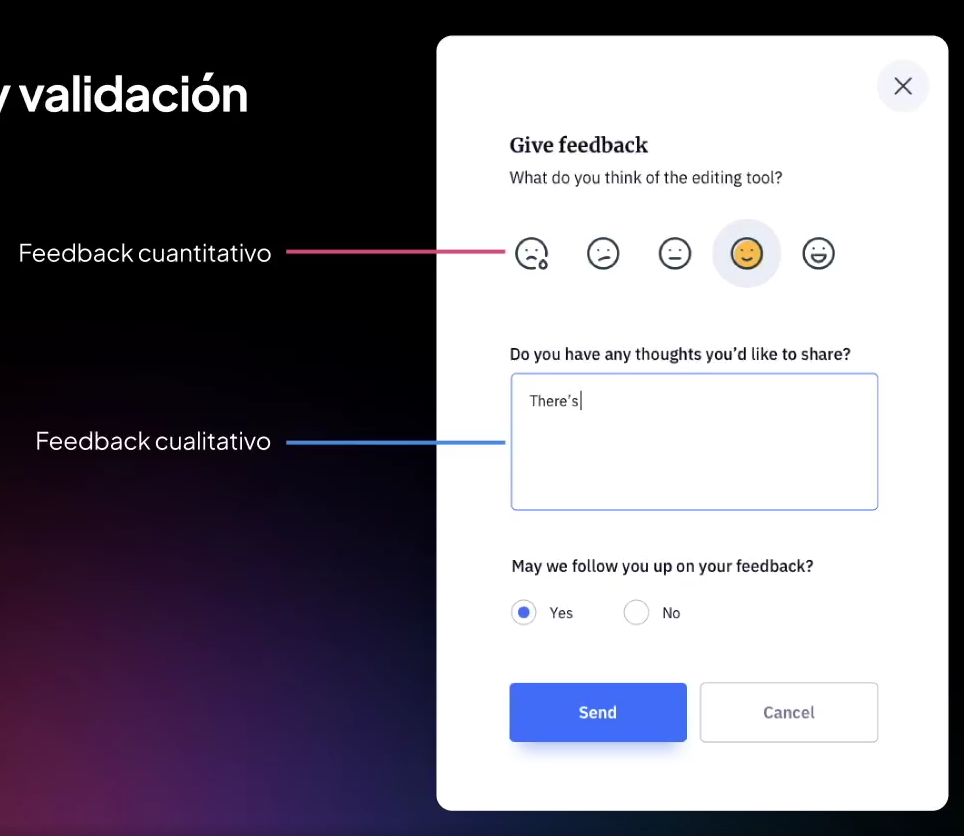 y validación
Give feedback
What do you think of the editing tool?
Feedback cuantitativo
Do you have any thoughts you'd like to share?
There's
Feedback cualitativo
May we follow you up on your feedback?
Yes
No
Send
Cancel